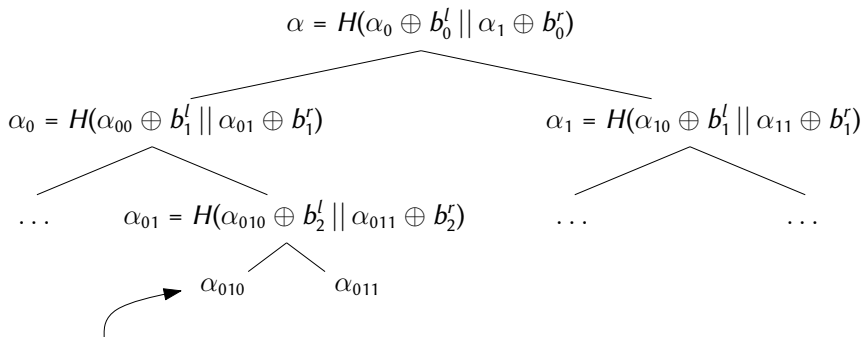 α = H(α₀ ⊕ b₀ˡ || α₁ ⊕ b₀ʳ)
α₀ = H(α₀₀ ⊕ b₁ˡ || α₀₁ ⊕ b₁ʳ) α₁ = H(α₁₀ ⊕ b₁ˡ || α₁₁ ⊕ b₁ʳ)
... α₀₁ = H(α₀₁₀ ⊕ b₂ˡ || α₀₁₁ ⊕ b₂ʳ) ... ...
α₀₁₀ α₀₁₁